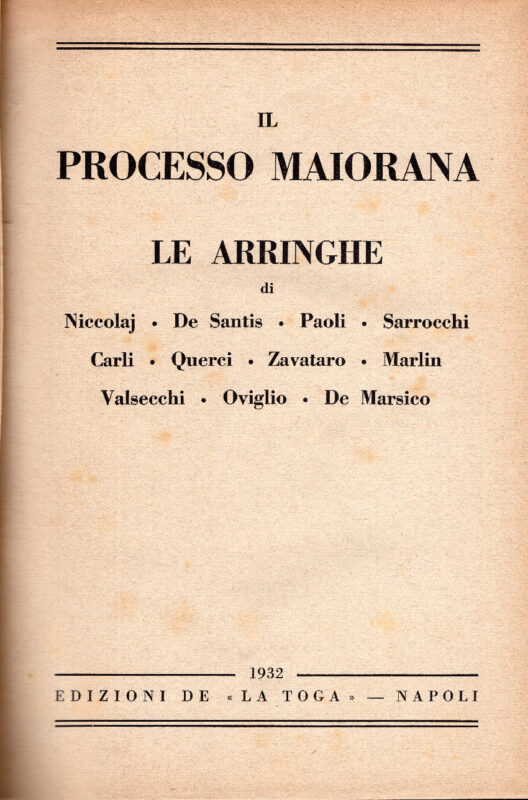 IL
PROCESSO MAIORANA
LE ARRINGHE
di
Niccolaj • De Santis • Paoli • Sarrocchi
Carli • Querci • Zavataro • Marlin
Valsecchi • Oviglio • De Marsico
1932
EDIZIONI DE « LA TOGA » — NAPOLI